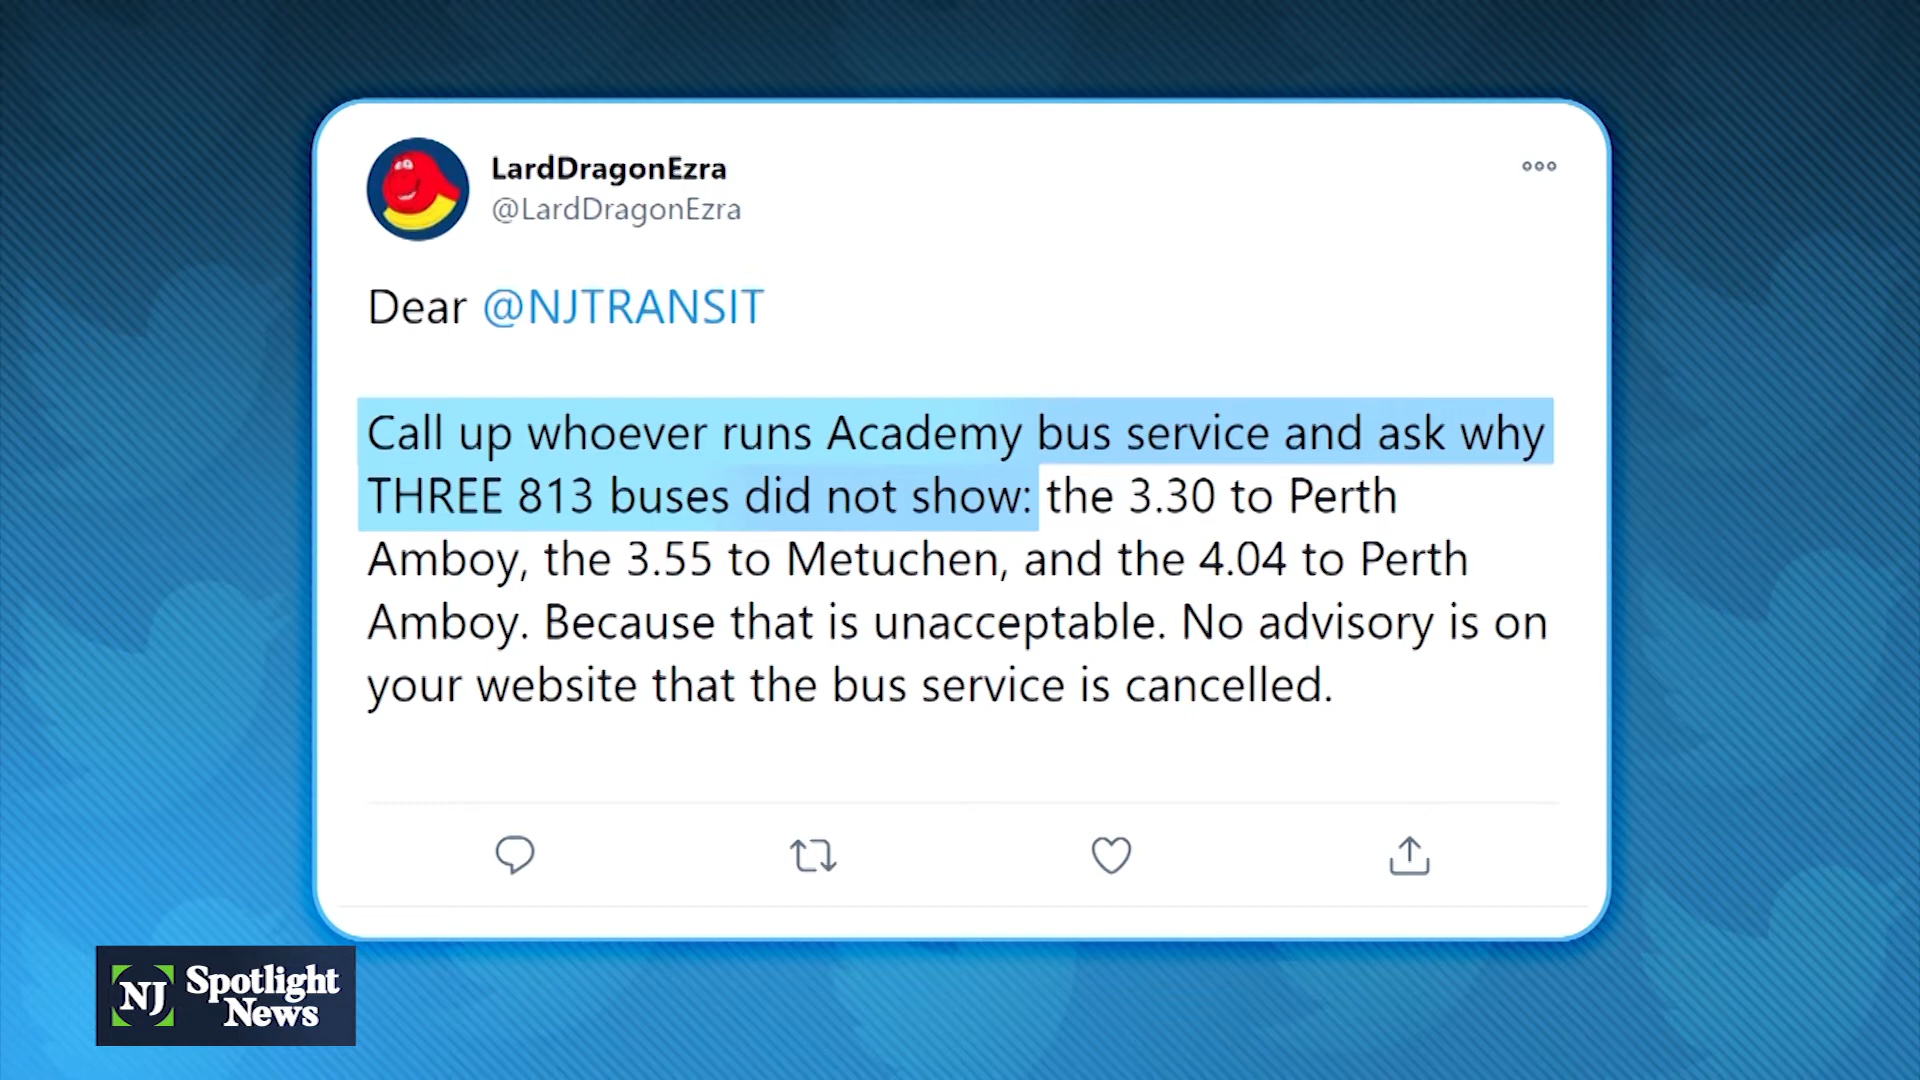 LardDragonEzra
@LardDragonEzra
Dear @NJTRANSIT
Call up whoever runs Academy bus service and ask why
THREE 813 buses did not show: the 3.30 to Perth
Amboy, the 3.55 to Metuchen, and the 4.04 to Perth
Amboy. Because that is unacceptable. No advisory is on
your website that the bus service is cancelled.
NJ Spotlight
News